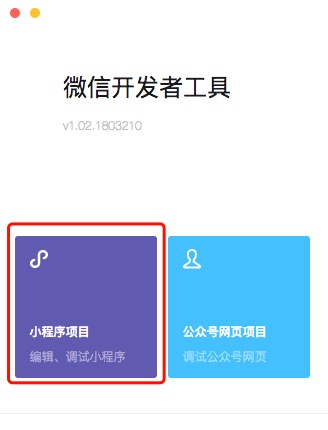 微信开发者工具
v1.02.1803210
小程序项目
编辑、调试小程序
公众号网页项目
调试公众号网页